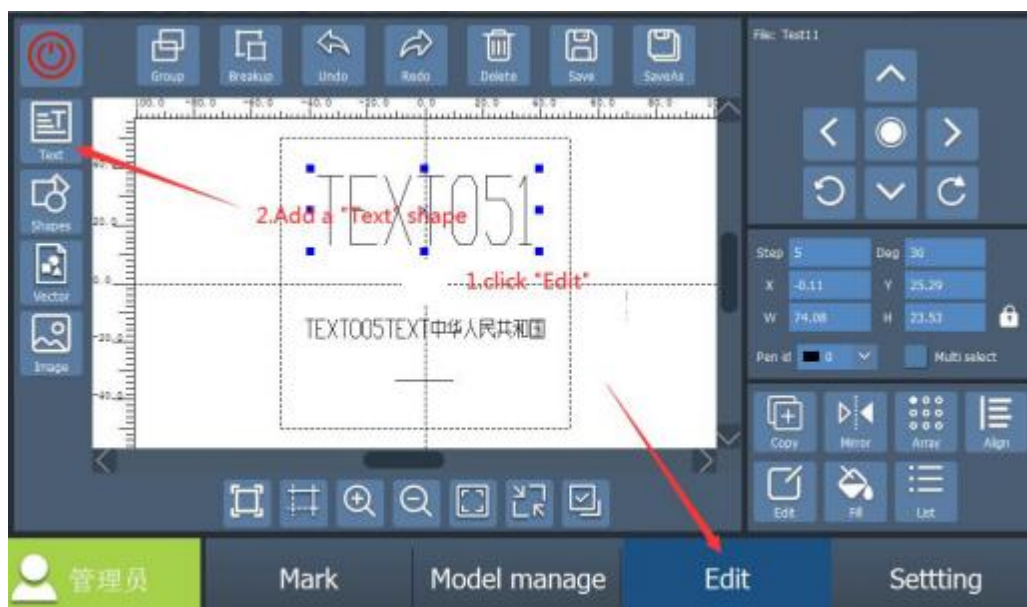 File: Test11
Group Breakup Undo Redo Delete Save SaveAs
Text
Shapes
Vector
Image
TEXT051
2.Add a "Text" shape
1.click "Edit"
TEXT005TEXT中华人民共和国
Step 5 Deg 30
X -0.11 Y 25.29
W 74.08 H 23.53
Pen id 0 Multi select
Copy Mirror Array Align
Edit Fill List
管理员 Mark Model manage Edit Settting